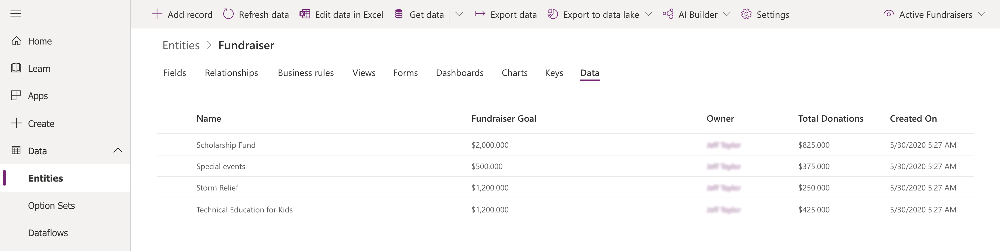 Add record Refresh data Edit data in Excel Get data Export data Export to data lake AI Builder Settings Active Fundraisers
Home
Learn
Apps
Create
Data
Entities
Option Sets
Dataflows
Entities > Fundraiser
Fields Relationships Business rules Views Forms Dashboards Charts Keys Data
Name Fundraiser Goal Owner Total Donations Created On
Scholarship Fund $2,000.000 $825.000 5/30/2020 5:27 AM
Special events $500.000 $375.000 5/30/2020 5:27 AM
Storm Relief $1,200.000 $250.000 5/30/2020 5:27 AM
Technical Education for Kids $1,200.000 $425.000 5/30/2020 5:27 AM